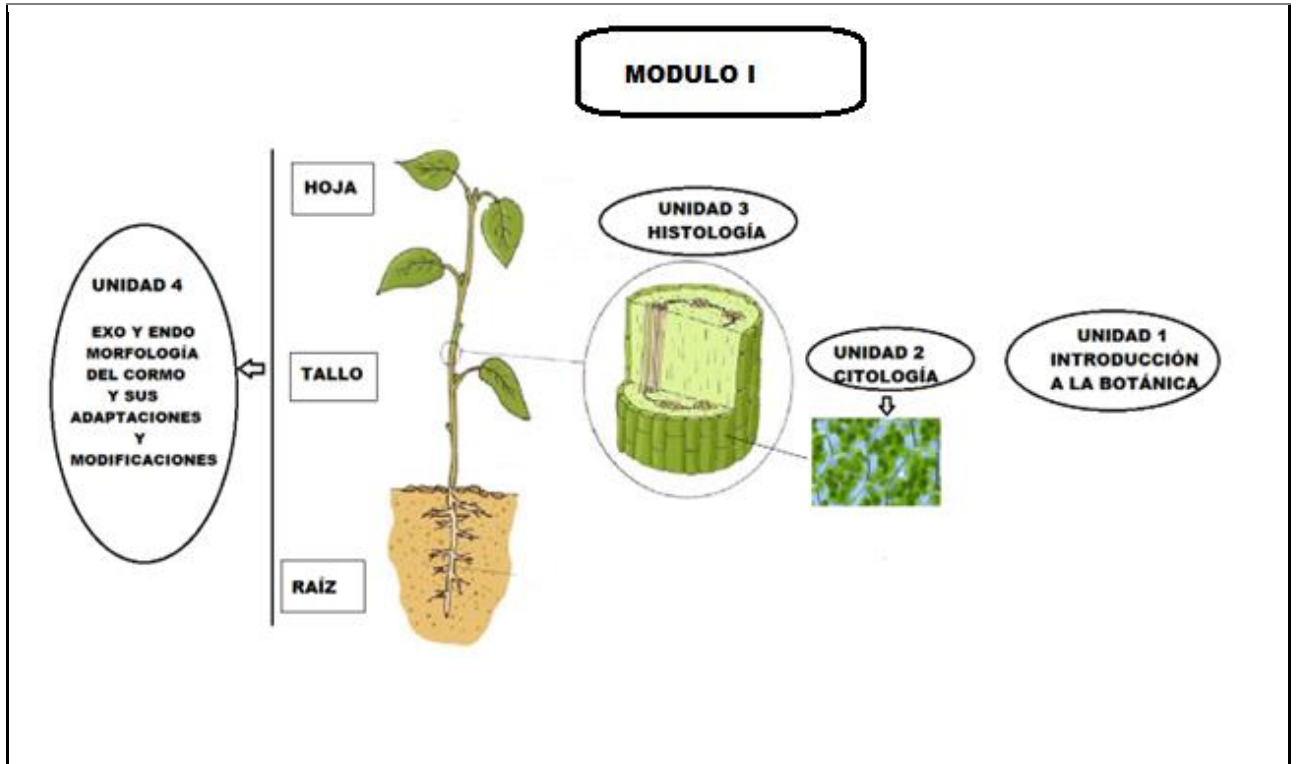 MODULO I
HOJA
UNIDAD 3
HISTOLOGÍA
UNIDAD 4
EXO Y ENDO
MORFOLOGÍA
DEL CORMO
Y SUS
ADAPTACIONES
Y
MODIFICACIONES
TALLO
UNIDAD 2
CITOLOGÍA
UNIDAD 1
INTRODUCCIÓN
A LA BOTÁNICA
RAÍZ